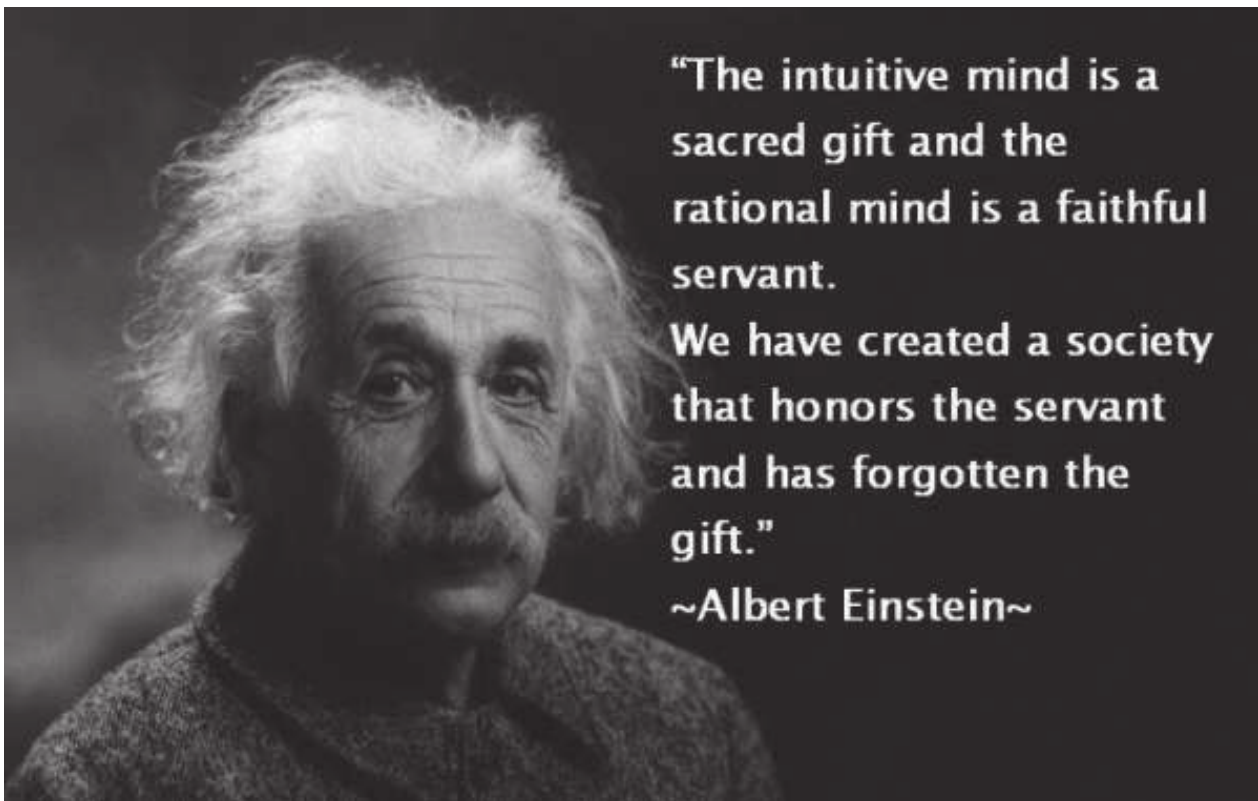 “The intuitive mind is a
sacred gift and the
rational mind is a faithful
servant.
We have created a society
that honors the servant
and has forgotten the
gift.”
~Albert Einstein~